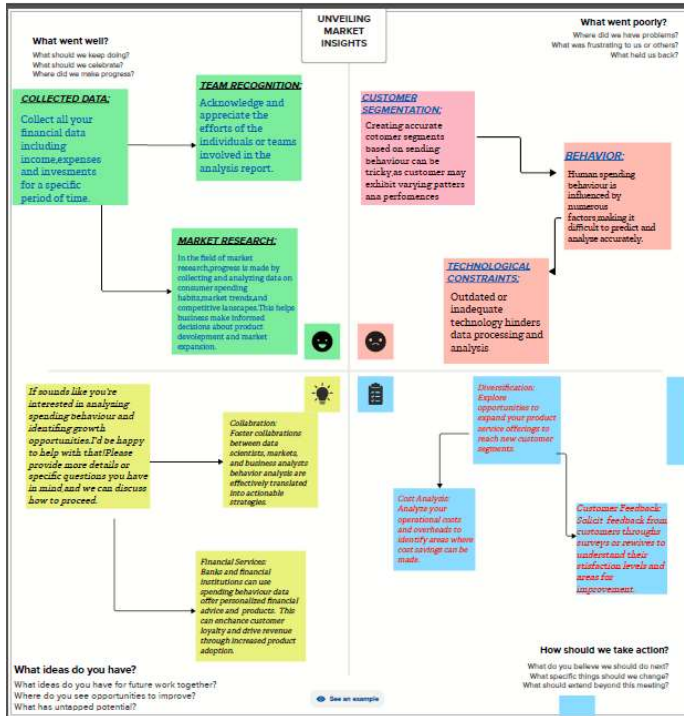 UNVEILING
MARKET
INSIGHTS
What went well?
What should we keep doing?
What should we celebrate?
Where did we make progress?
What went poorly?
Where did we have problems?
What was frustrating to us or others?
What held us back?
COLLECTED DATA:
Collect all your
financial data
including
income,expenses
and invesments
for a specific
period of time.
TEAM RECOGNITION:
Acknowledge and
appreciate the
efforts of the
individuals or teams
involved in the
analysis report.
MARKET RESEARCH:
In the field of market
research,progress is made by
collecting and analyzing data on
consumer spending
habits,market trends,and
competitive lanscapes.This helps
business make informed
decisions about product
development and market
expansion.
CUSTOMER
SEGMENTATION:
Creating accurate
cotomer segments
based on sending
behaviour can be
tricky,as customer may
exhibit varying patters
ana perfomences
BEHAVIOR:
Human spending
behaviour is
influenced by
numerous
factors,making it
difficult to predict and
analyse accurately.
TECHNOLOGICAL
CONSTRAINTS:
Outdated or
inadequate
technology hinders
data processing and
analysis
If sounds like you're
interested in analysing
spending behaviour and
identifing growth
opportunities.I'd be happy
to help with that!Please
provide more details or
specific questions you have
in mind,and we can discuss
how to proceed.
Collabration:
Foster collabrations
between data
scientists, markets,
and business analysts
behavior analysis are
effectively translated
into actionable
strategies.
Financial Services:
Banks and financial
institutions can use
spending behaviour data
offer personalized financial
advice and products. This
can enchance customer
loyalty and drive revenue
through increased product
adoption.
Diversification:
Explore
opportunities to
expand your product
service offerings to
reach new customer
segments.
Cost Analysis:
Analyte your
operational costs
and overheads to
identify areas where
cost savings can be
made.
Customer Feedback:
Solicit feedback from
customers throughs
surveys or rewives to
understand their
stisfaction levels and
areas for
improvement.
What ideas do you have?
What ideas do you have for future work together?
Where do you see opportunities to improve?
What has untapped potential?
See an example
How should we take action?
What do you believe we should do next?
What specific things should we change?
What should extend beyond this meeting?